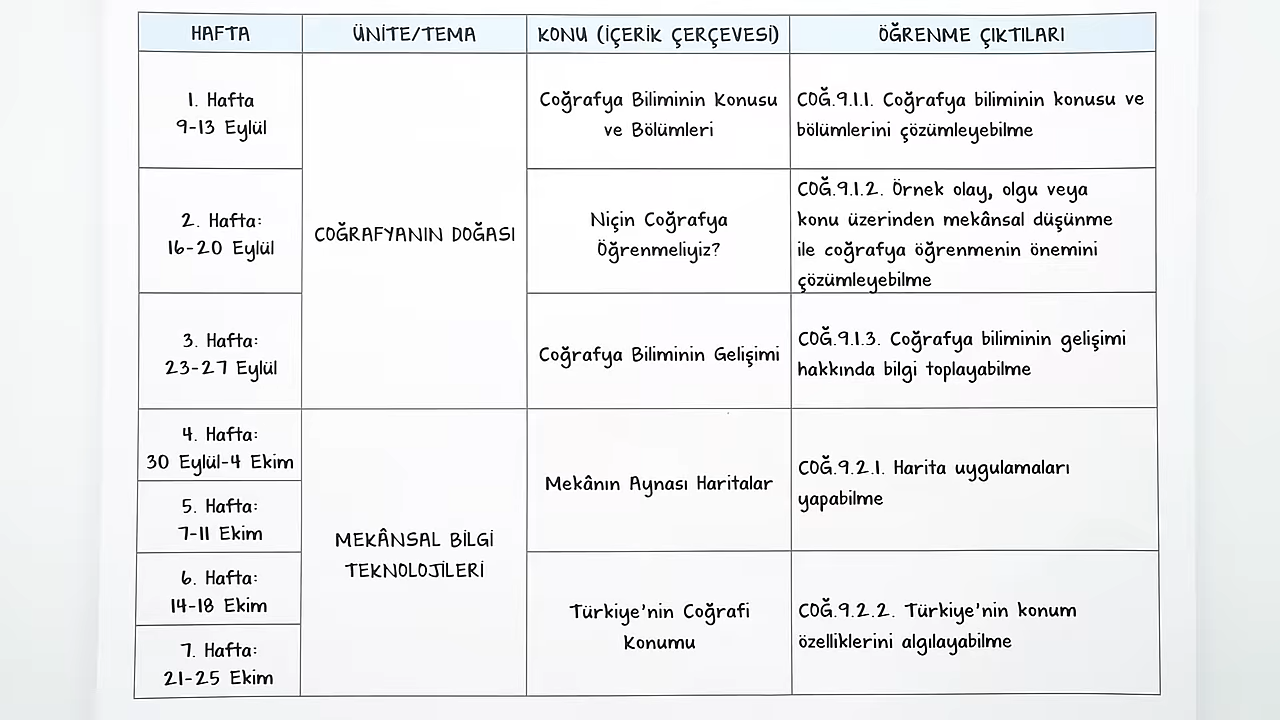 HAFTA
ÜNİTE/TEMA
KONU (İÇERİK ÇERÇEVESİ)
ÖĞRENME ÇIKTILARI
1. Hafta
9-13 Eylül
COĞRAFYANIN DOĞASI
Coğrafya Biliminin Konusu
ve Bölümleri
COĞ.9.1.1. Coğrafya biliminin konusu ve
bölümlerini çözümleyebilme
2. Hafta:
16-20 Eylül
Niçin Coğrafya
Öğrenmeliyiz?
COĞ.9.1.2. Örnek olay, olgu veya
konu üzerinden mekânsal düşünme
ile coğrafya öğrenmenin önemini
çözümleyebilme
3. Hafta:
23-27 Eylül
Coğrafya Biliminin Gelişimi
COĞ.9.1.3. Coğrafya biliminin gelişimi
hakkında bilgi toplayabilme
4. Hafta:
30 Eylül-4 Ekim
MEKÂNSAL BİLGİ
TEKNOLOJİLERİ
Mekânın Aynası Haritalar
COĞ.9.2.1. Harita uygulamaları
yapabilme
5. Hafta:
7-11 Ekim
6. Hafta:
14-18 Ekim
Türkiye'nin Coğrafi
Konumu
COĞ.9.2.2. Türkiye'nin konum
özelliklerini algılayabilme
7. Hafta:
21-25 Ekim